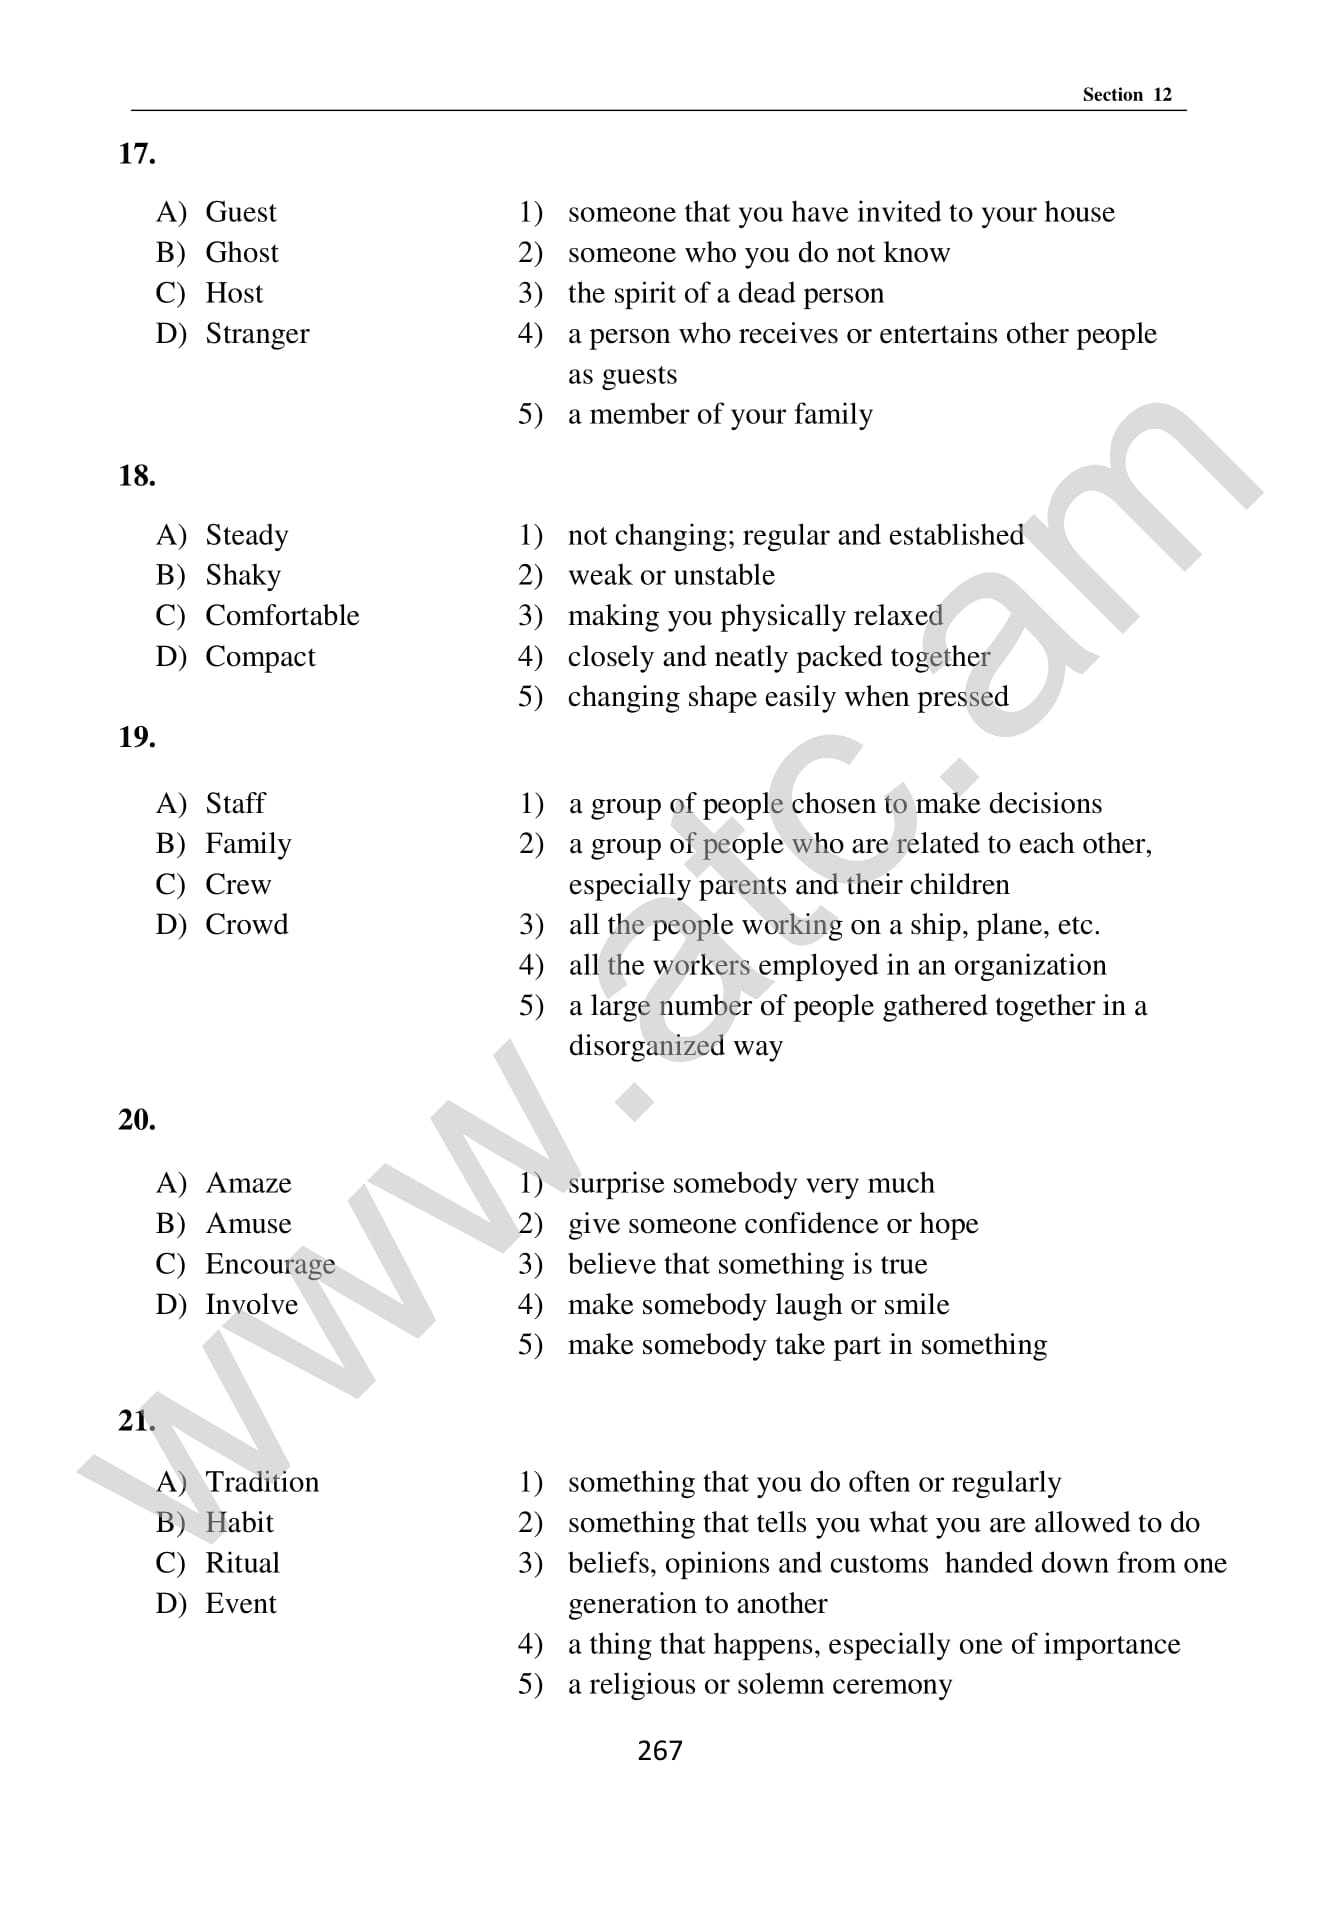 Section 12
17.
A) Guest 1) someone that you have invited to your house
B) Ghost 2) someone who you do not know
C) Host 3) the spirit of a dead person
D) Stranger 4) a person who receives or entertains other people
as guests
5) a member of your family
18.
A) Steady 1) not changing; regular and established
B) Shaky 2) weak or unstable
C) Comfortable 3) making you physically relaxed
D) Compact 4) closely and neatly packed together
5) changing shape easily when pressed
19.
A) Staff 1) a group of people chosen to make decisions
B) Family 2) a group of people who are related to each other,
C) Crew especially parents and their children
D) Crowd 3) all the people working on a ship, plane, etc.
4) all the workers employed in an organization
5) a large number of people gathered together in a
disorganized way
20.
A) Amaze 1) surprise somebody very much
B) Amuse 2) give someone confidence or hope
C) Encourage 3) believe that something is true
D) Involve 4) make somebody laugh or smile
5) make somebody take part in something
21.
A) Tradition 1) something that you do often or regularly
B) Habit 2) something that tells you what you are allowed to do
C) Ritual 3) beliefs, opinions and customs handed down from one
D) Event generation to another
4) a thing that happens, especially one of importance
5) a religious or solemn ceremony
267
www.atc.am